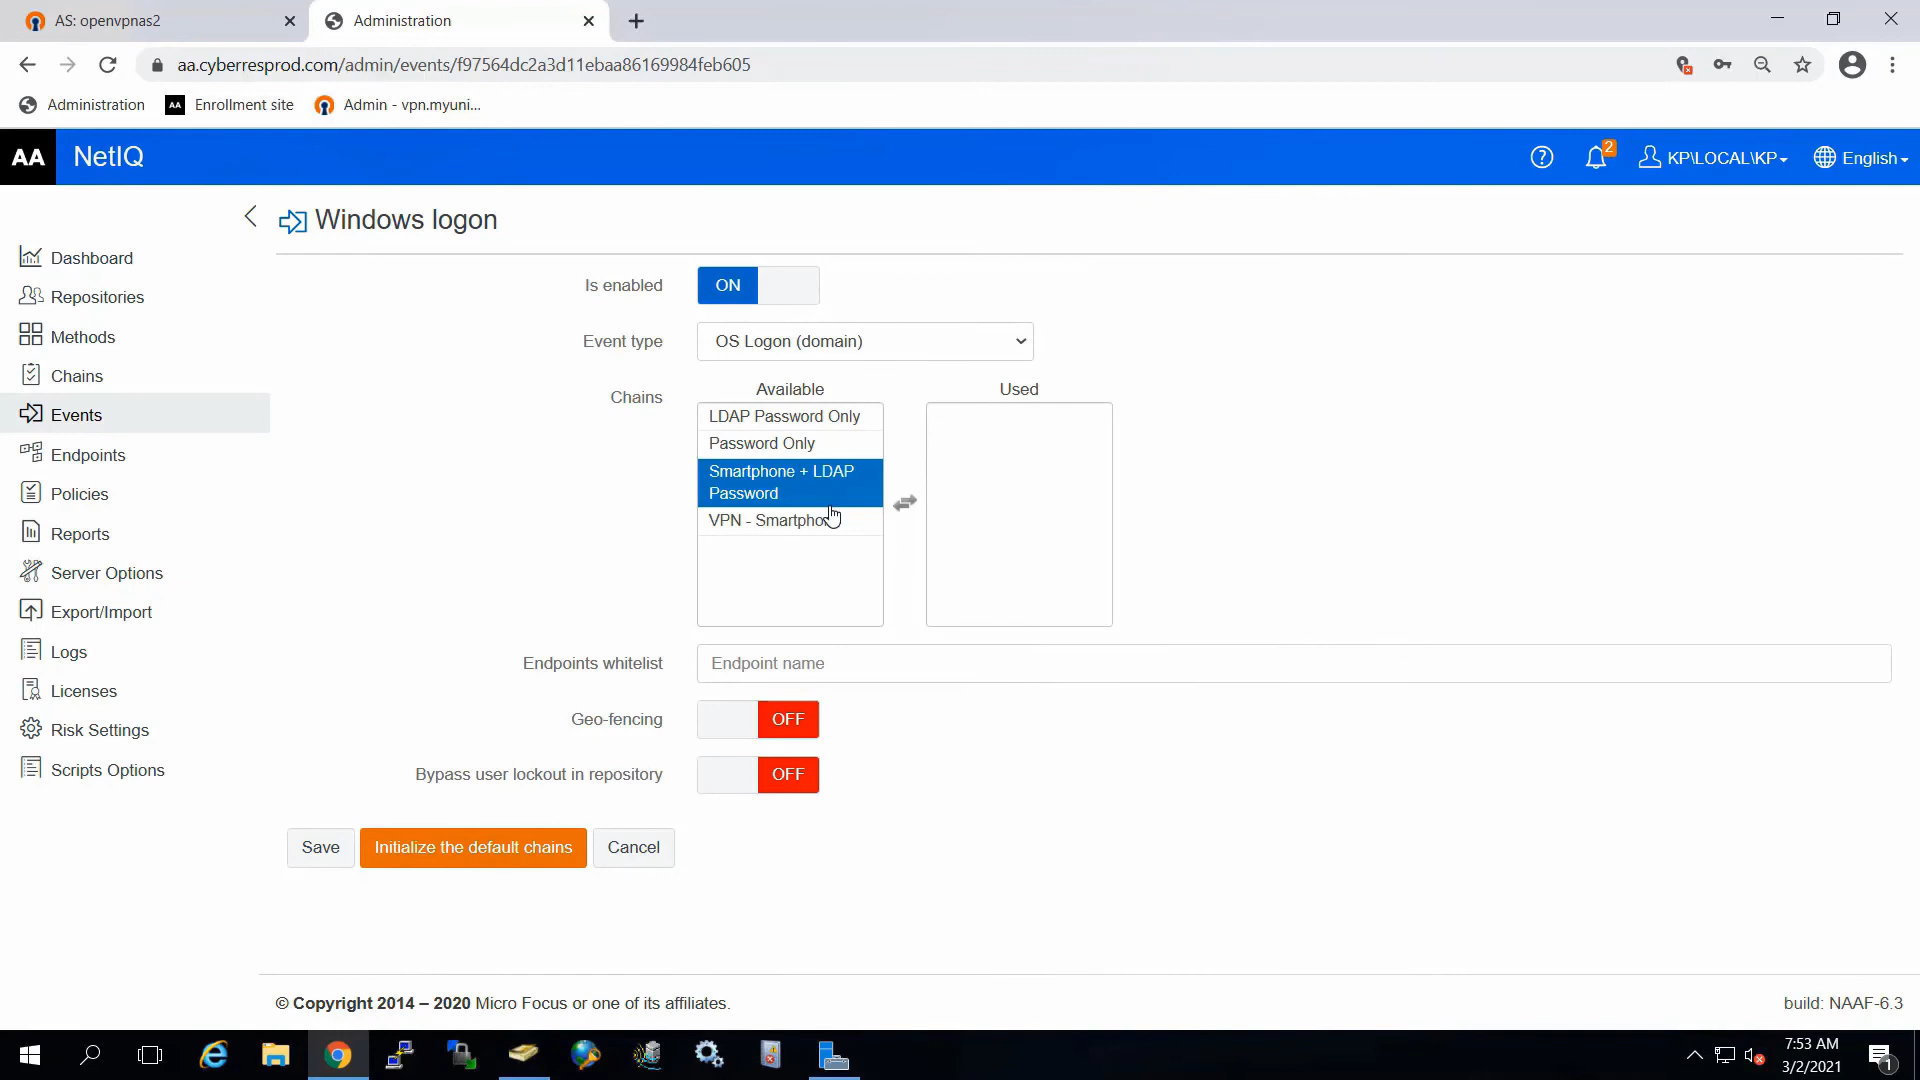 AS: openvpnas2
Administration
aa.cyberresprod.com/admin/events/f97564dc2a3d11ebaa86169984feb605
Administration
AA
Enrollment site
Admin - vpn.myuni...
AA
NetIQ
2
KP\LOCAL\KP
English
Windows logon
Dashboard
Repositories
Methods
Chains
Events
Endpoints
Policies
Reports
Server Options
Export/Import
Logs
Licenses
Risk Settings
Scripts Options
Is enabled
ON
Event type
OS Logon (domain)
Chains
Available
Used
LDAP Password Only
Password Only
Smartphone + LDAP
Password
VPN - Smartphone
Endpoints whitelist
Endpoint name
Geo-fencing
OFF
Bypass user lockout in repository
OFF
Save
Initialize the default chains
Cancel
© Copyright 2014 – 2020 Micro Focus or one of its affiliates.
build: NAAF-6.3
7:53 AM
3/2/2021
1